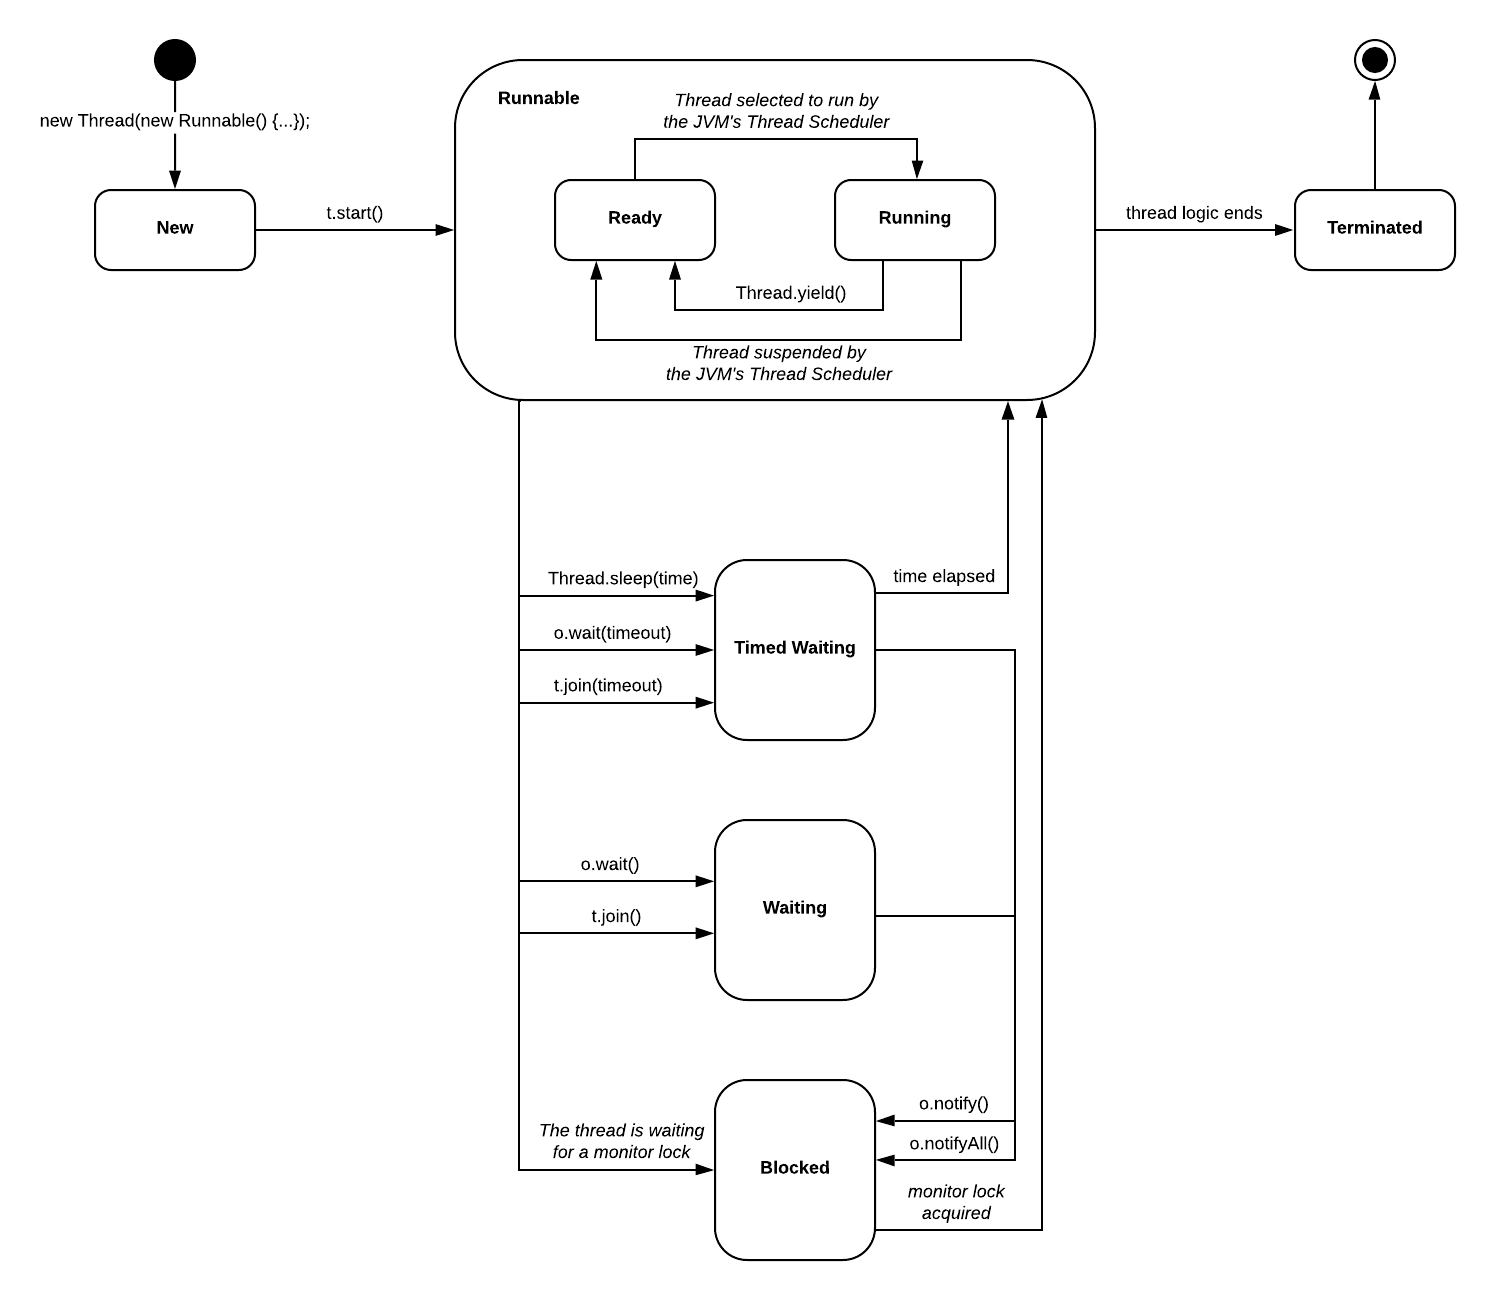 new Thread(new Runnable() {...});
New
t.start()
Runnable
Thread selected to run by
the JVM's Thread Scheduler
Ready
Running
Thread.yield()
Thread suspended by
the JVM's Thread Scheduler
thread logic ends
Terminated
Thread.sleep(time)
o.wait(timeout)
t.join(timeout)
Timed Waiting
time elapsed
o.wait()
t.join()
Waiting
The thread is waiting
for a monitor lock
Blocked
o.notify()
o.notifyAll()
monitor lock
acquired